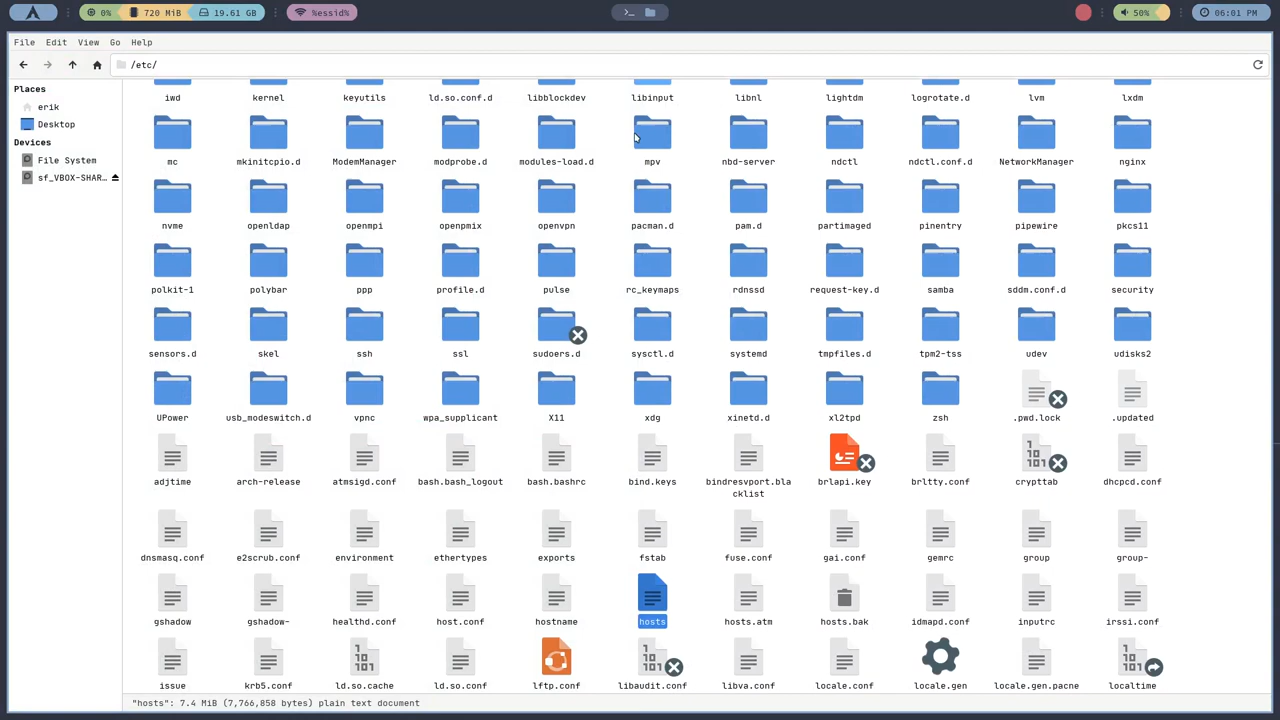 0% 720 MiB 19.61 GB %essid% >_ 50% 06:01 PM
File Edit View Go Help
/etc/
Places
erik
Desktop
Devices
File System
sf_VBOX-SHAR…
iwd kernel keyutils ld.so.conf.d libblockdev libinput libnl lightdm logrotate.d lvm lxdm
mc mkinitcpio.d ModemManager modprobe.d modules-load.d mpv nbd-server ndctl ndctl.conf.d NetworkManager nginx
nvme openldap openmpi openpmix openvpn pacman.d pam.d partimaged pinentry pipewire pkcs11
polkit-1 polybar ppp profile.d pulse rc_keymaps rdnssd request-key.d samba sddm.conf.d security
sensors.d skel ssh ssl sudoers.d sysctl.d systemd tmpfiles.d tpm2-tss udev udisks2
UPower usb_modeswitch.d vpnc wpa_supplicant X11 xdg xinetd.d xl2tpd zsh .pwd.lock .updated
adjtime arch-release atmsigd.conf bash.bash_logout bash.bashrc bind.keys bindresvport.bla brlapi.key brltty.conf crypttab dhcpcd.conf
cklist
dnsmasq.conf e2scrub.conf environment ethertypes exports fstab fuse.conf gai.conf gemrc group group-
gshadow gshadow- healthd.conf host.conf hostname hosts hosts.atm hosts.bak idmapd.conf inputrc irssi.conf
issue krb5.conf ld.so.cache ld.so.conf lftp.conf libaudit.conf libva.conf locale.conf locale.gen locale.gen.pacne localtime
"hosts": 7.4 MiB (7,766,858 bytes) plain text document